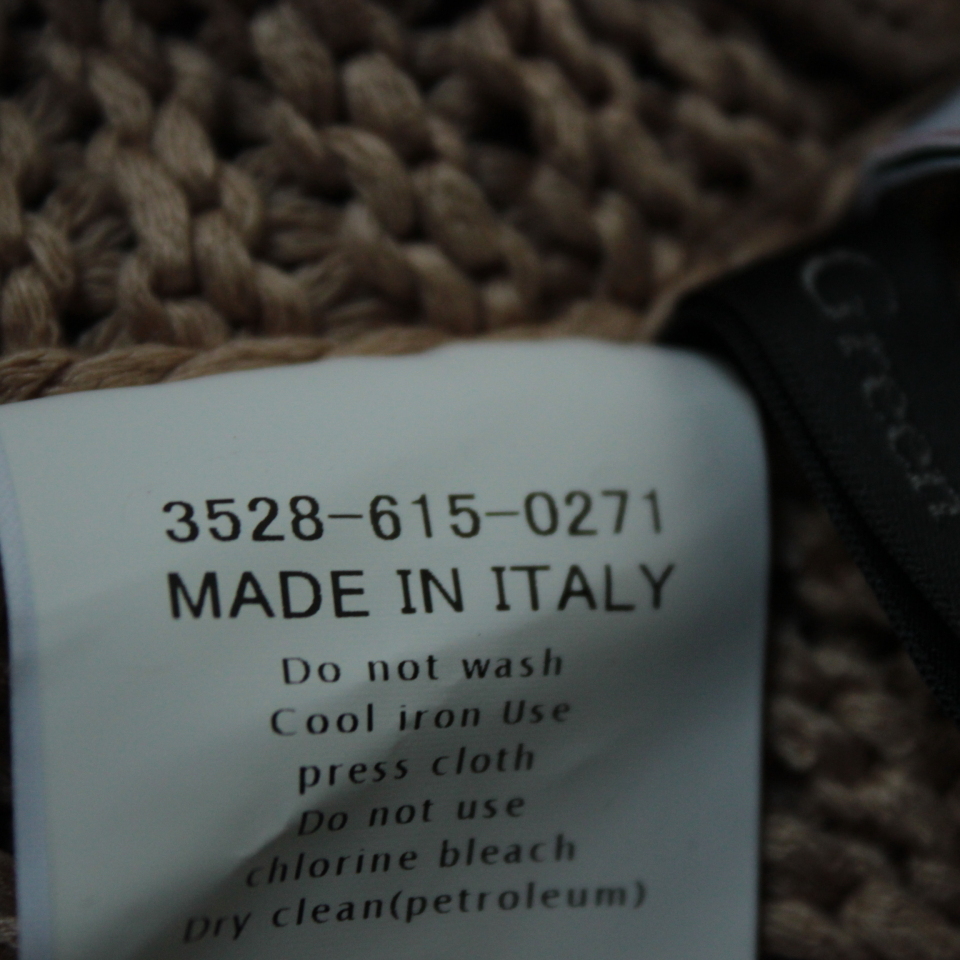 3528-615-0271
MADE IN ITALY
Do not wash
Cool iron Use
press cloth
Do not use
chlorine bleach
Dry clean(petroleum)